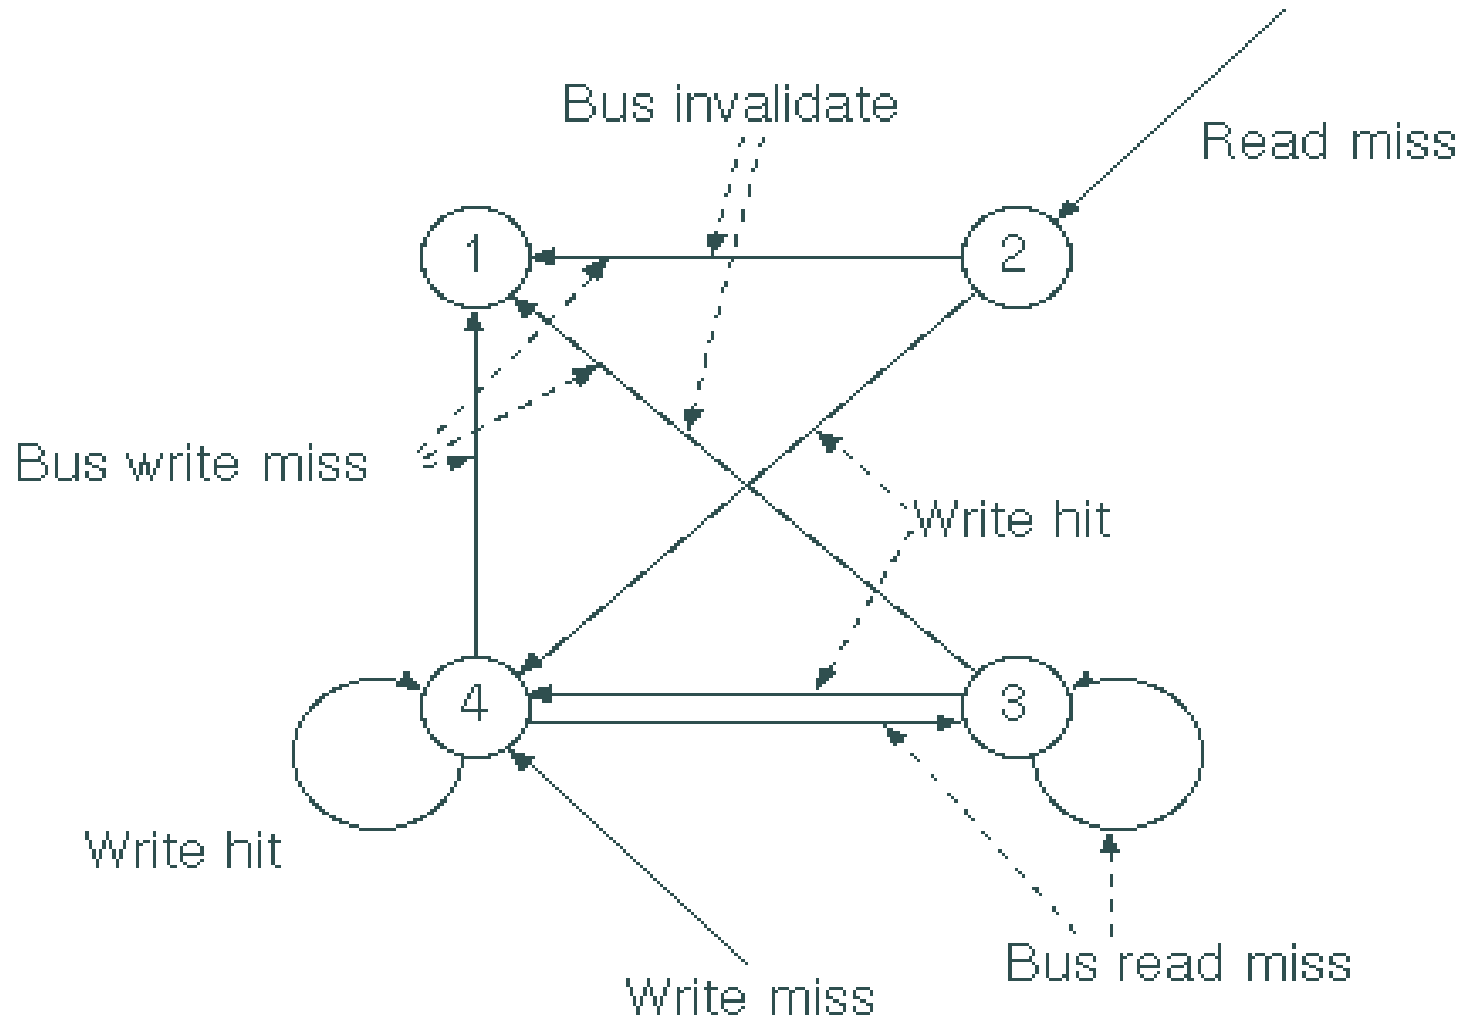 Bus invalidate
Read miss
1
2
Bus write miss
Write hit
4
3
Write hit
Bus read miss
Write miss